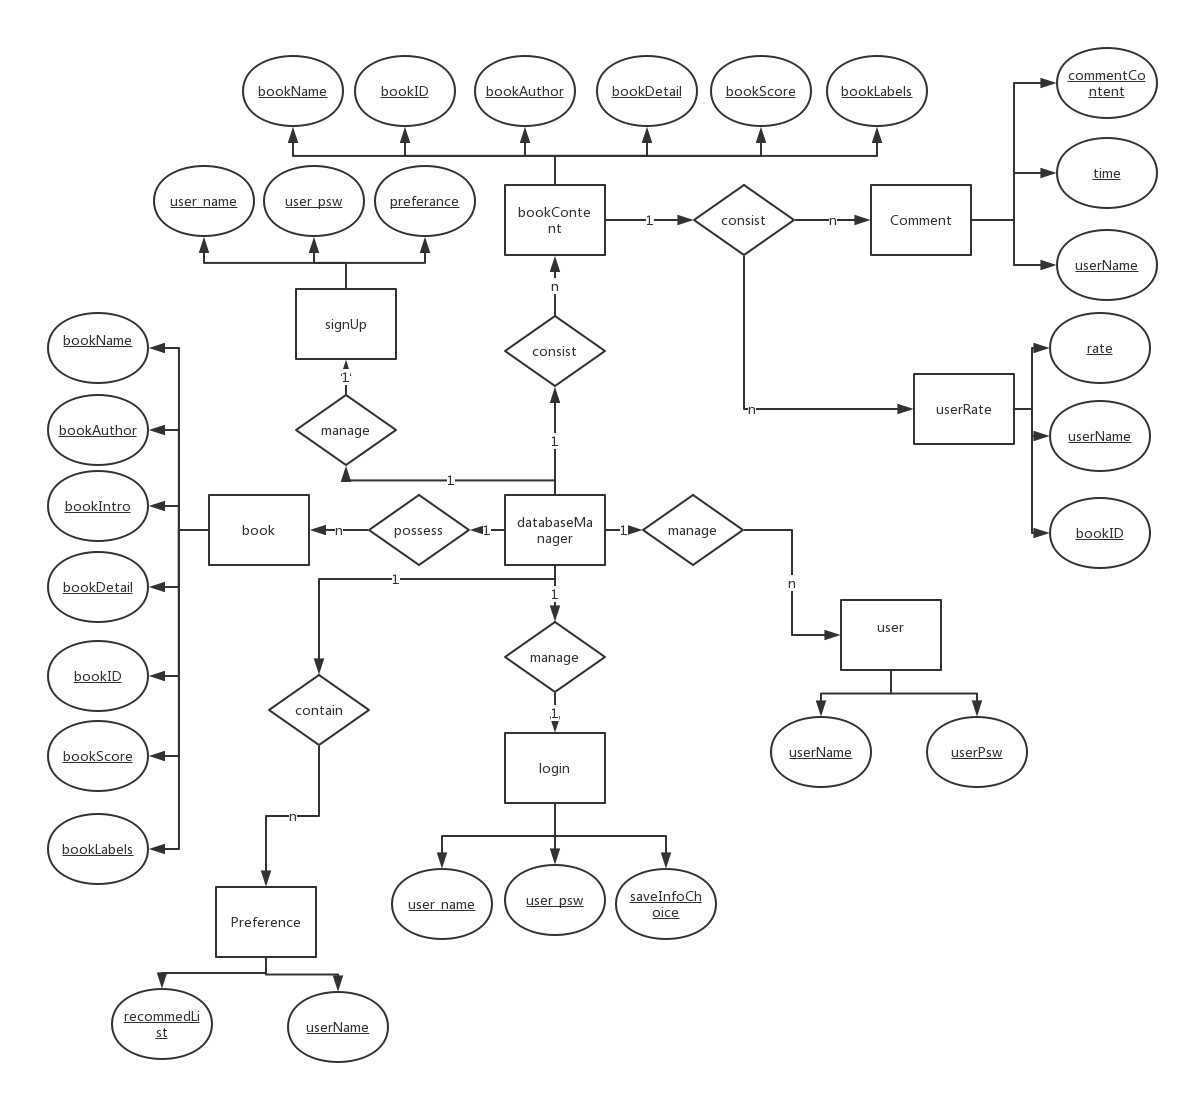 bookName
bookID
bookAuthor
bookDetail
bookScore
bookLabels
commentCo
ntent
time
userName
user_name
user_psw
preferance
bookConte
nt
1
consist
n
Comment
n
consist
1
signUp
1
manage
1
n
userRate
rate
userName
bookID
bookName
bookAuthor
bookIntro
bookDetail
bookID
bookScore
bookLabels
book
n
possess
1
databaseMa
nager
1
manage
n
user
userName
userPsw
1
contain
n
Preference
recommedLi
st
userName
1
manage
1
login
user_name
user_psw
saveInfoCh
oice